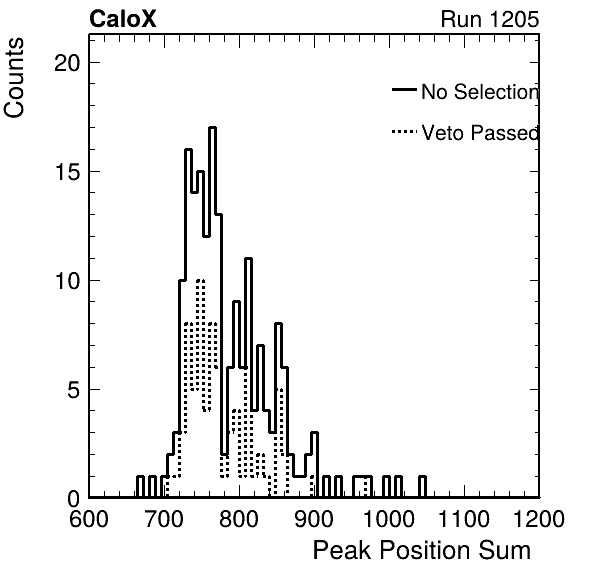 CaloX Run 1205
Counts
20
15
10
5
0
No Selection
Veto Passed
600 700 800 900 1000 1100 1200
Peak Position Sum